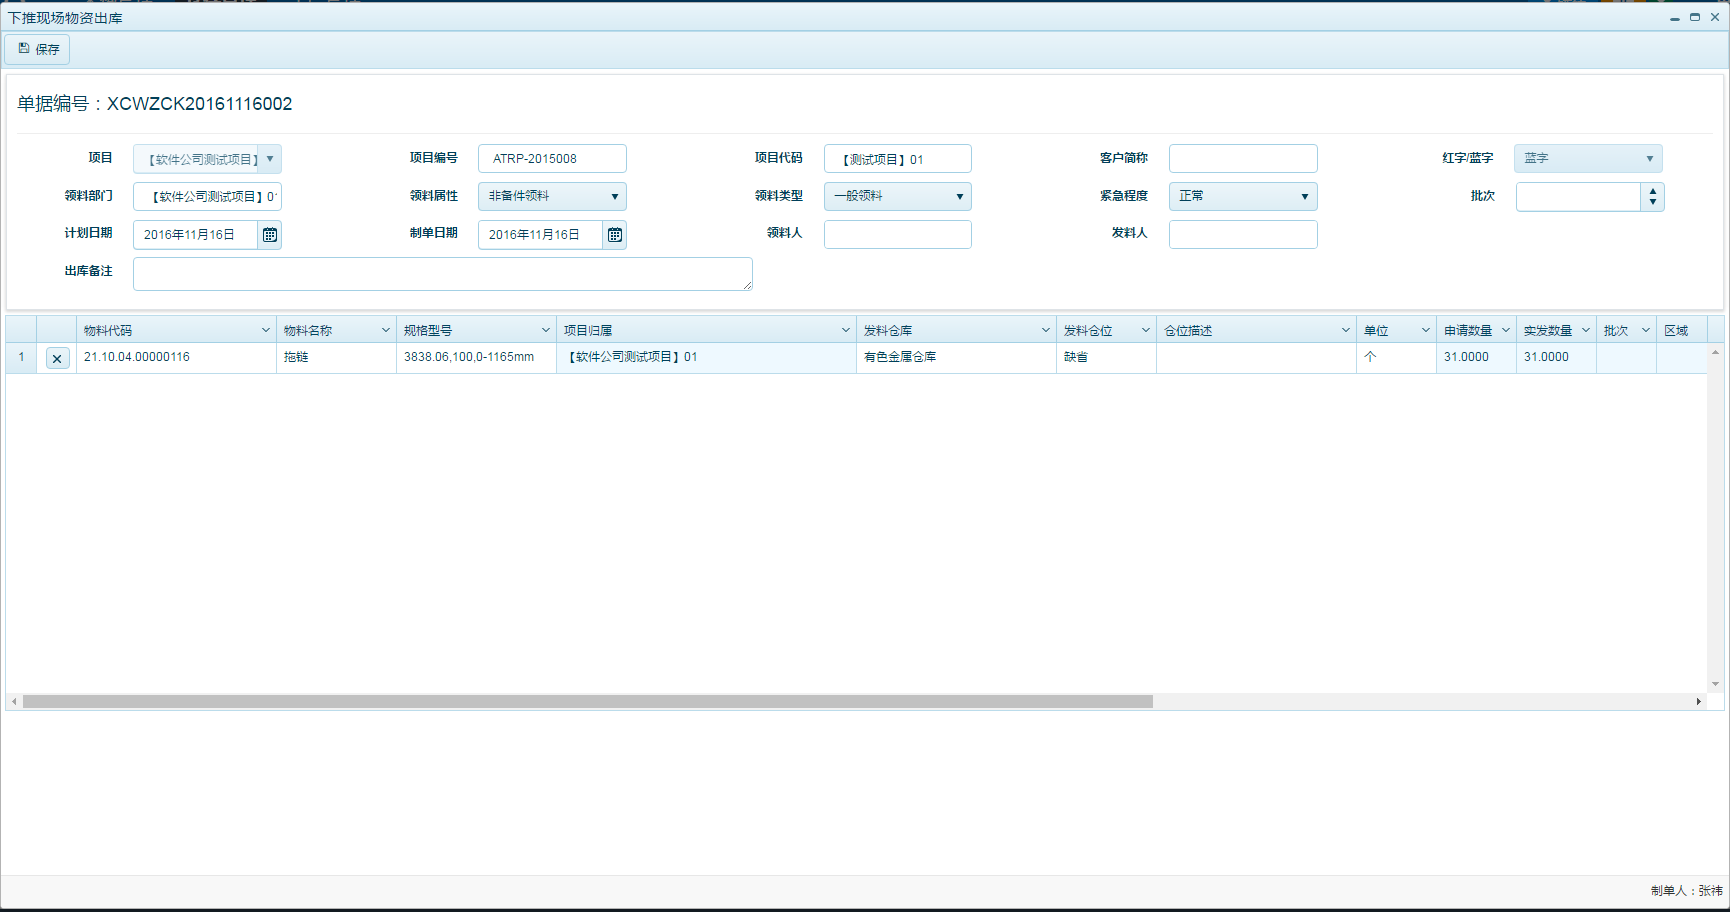 下推现场物资出库
保存
单据编号：XCWZCK20161116002
项目 【软件公司测试项目】 项目编号 ATRP-2015008 项目代码 【测试项目】01 客户简称 红字/蓝字 蓝字
领料部门 【软件公司测试项目】0 领料属性 非备件领料 领料类型 一般领料 紧急程度 正常 批次
计划日期 2016年11月16日 制单日期 2016年11月16日 领料人 发料人
出库备注
物料代码 物料名称 规格型号 项目归属 发料仓库 发料仓位 仓位描述 单位 申请数量 实发数量 批次 区域
1 21.10.04.00000116 拖链 3838.06,100,0-1165mm 【软件公司测试项目】01 有色金属仓库 缺省 个 31.0000 31.0000
制单人：张祎